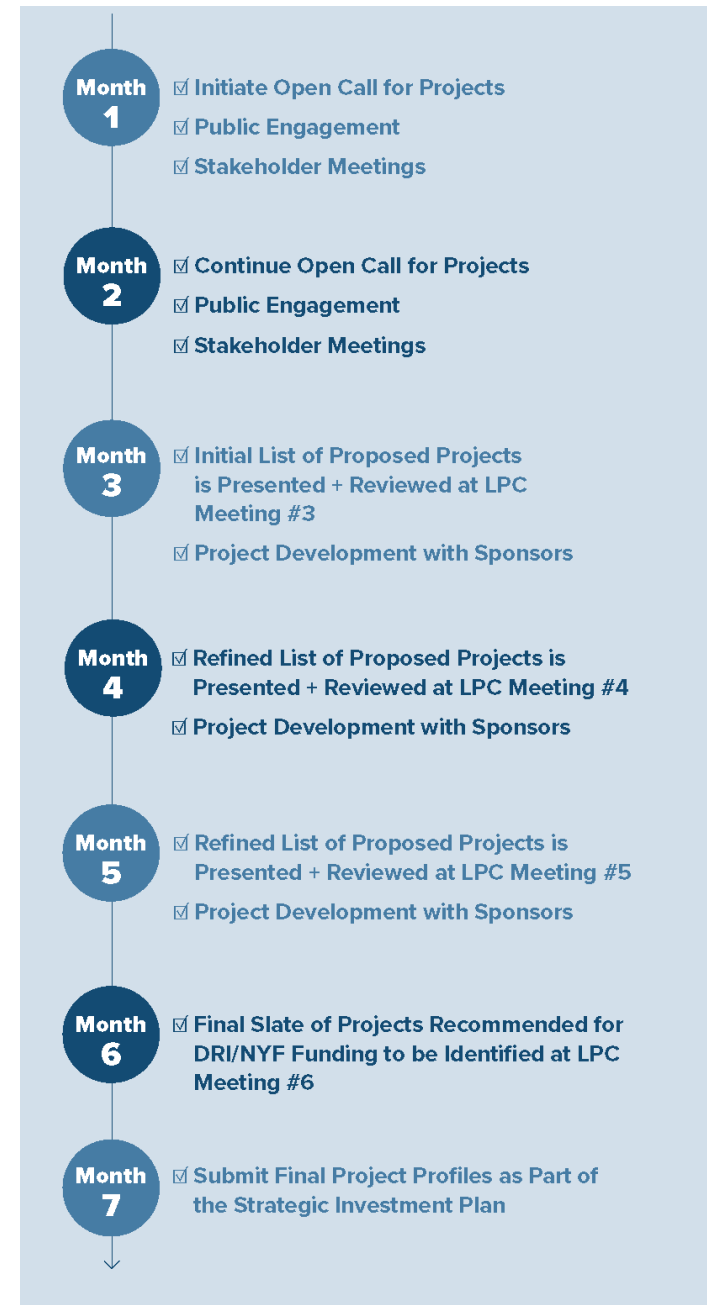 Month
1
☑ Initiate Open Call for Projects
☑ Public Engagement
☑ Stakeholder Meetings
Month
2
☑ Continue Open Call for Projects
☑ Public Engagement
☑ Stakeholder Meetings
Month
3
☑ Initial List of Proposed Projects
is Presented + Reviewed at LPC
Meeting #3
☑ Project Development with Sponsors
Month
4
☑ Refined List of Proposed Projects is
Presented + Reviewed at LPC Meeting #4
☑ Project Development with Sponsors
Month
5
☑ Refined List of Proposed Projects is
Presented + Reviewed at LPC Meeting #5
☑ Project Development with Sponsors
Month
6
☑ Final Slate of Projects Recommended for
DRI/NYF Funding to be Identified at LPC
Meeting #6
Month
7
☑ Submit Final Project Profiles as Part of
the Strategic Investment Plan